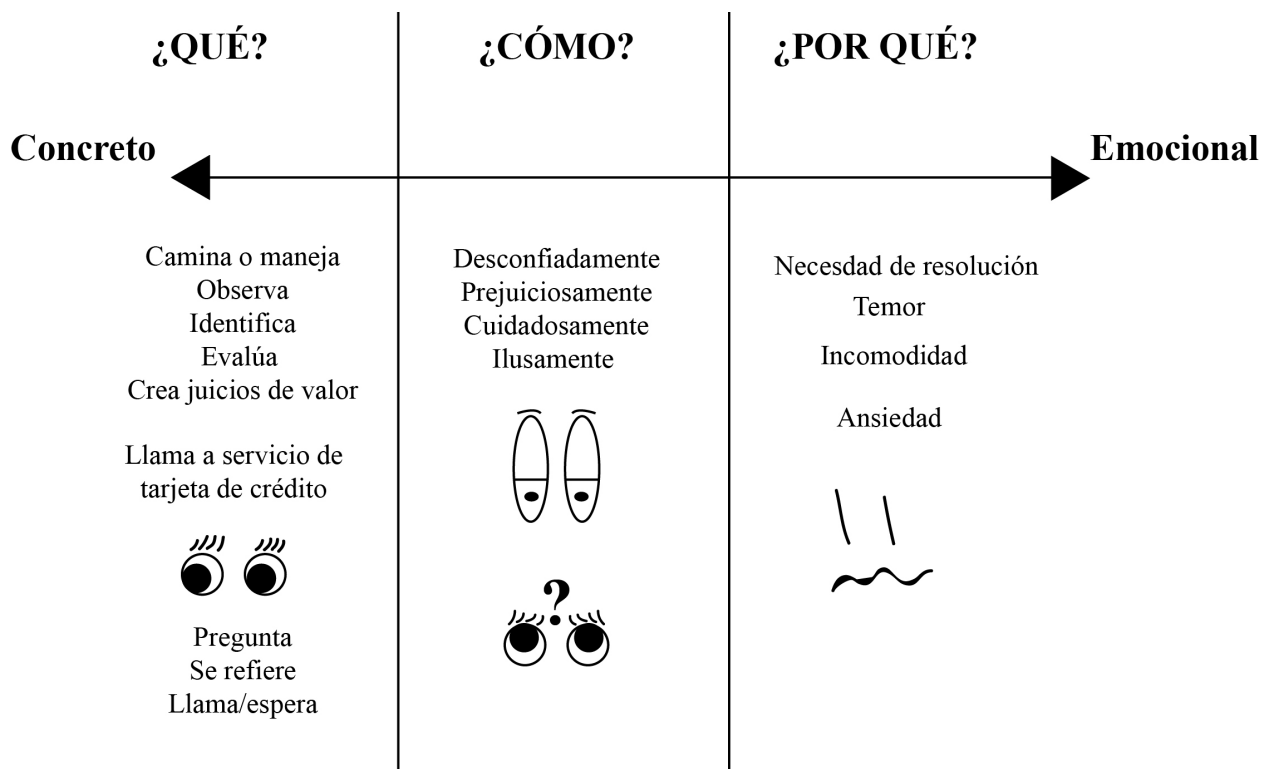 ¿QUÉ?
¿CÓMO?
¿POR QUÉ?
Concreto
Emocional
Camina o maneja
Observa
Identifica
Evalúa
Crea juicios de valor
Llama a servicio de
tarjeta de crédito
Pregunta
Se refiere
Llama/espera
Desconfiadamente
Prejuiciosamente
Cuidadosamente
Ilusamente
?
Necesdad de resolución
Temor
Incomodidad
Ansiedad